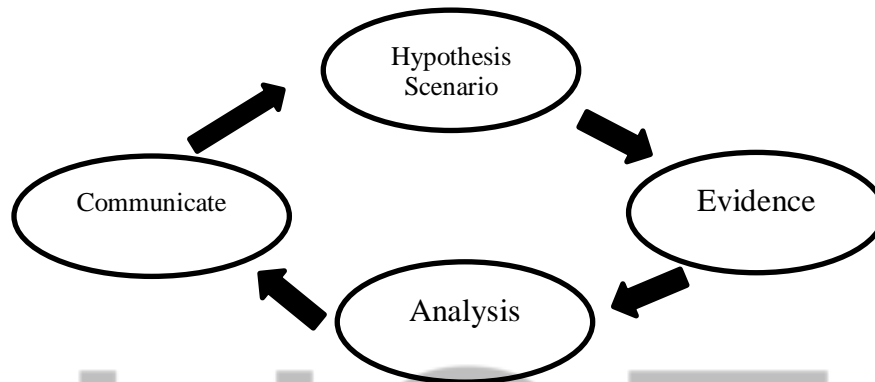 Hypothesis
Scenario
Evidence
Analysis
Communicate